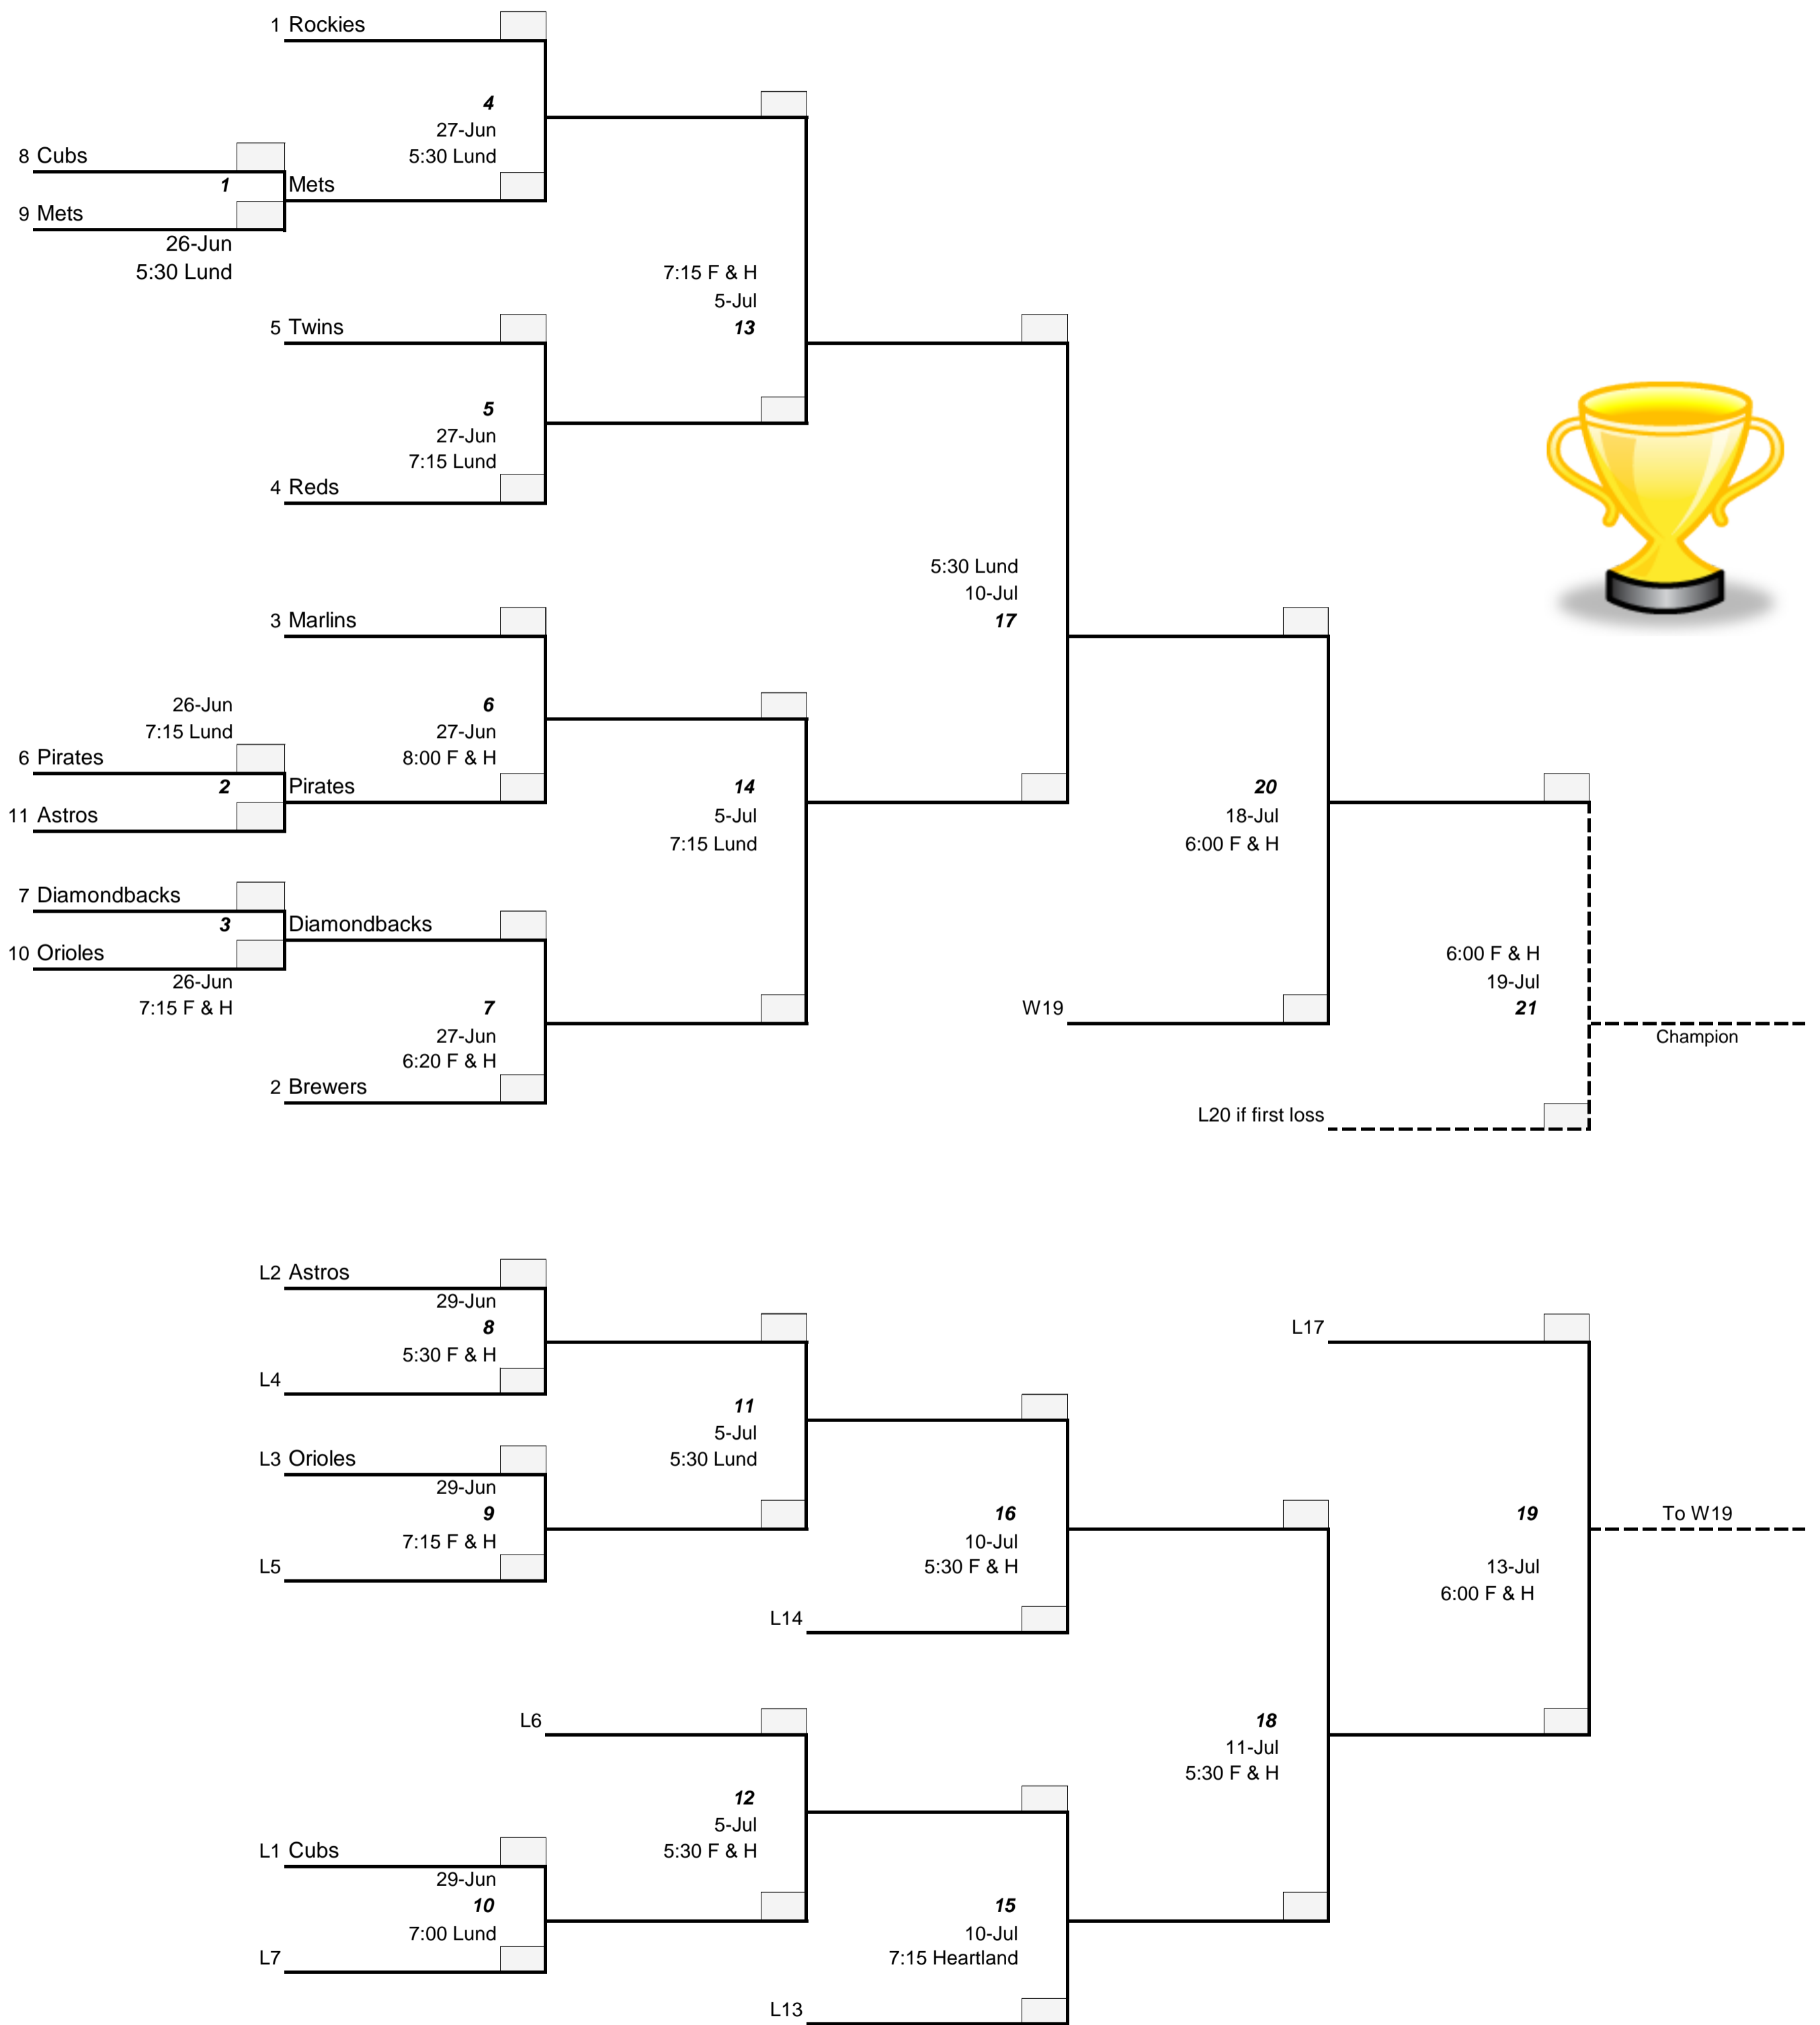 1 Rockies
4
27-Jun
5:30 Lund
8 Cubs
1 Mets
9 Mets
26-Jun
5:30 Lund
7:15 F & H
5-Jul
13
5 Twins
5
27-Jun
7:15 Lund
4 Reds
5:30 Lund
10-Jul
17
3 Marlins
26-Jun
7:15 Lund
6
27-Jun
8:00 F & H
6 Pirates
2 Pirates
11 Astros
14
5-Jul
7:15 Lund
20
18-Jul
6:00 F & H
7 Diamondbacks
3 Diamondbacks
10 Orioles
26-Jun
7:15 F & H
7
27-Jun
6:20 F & H
2 Brewers
W19
6:00 F & H
19-Jul
21
Champion
L20 if first loss
L2 Astros
29-Jun
8
5:30 F & H
L4
L17
11
5-Jul
5:30 Lund
L3 Orioles
29-Jun
9
7:15 F & H
L5
16
10-Jul
5:30 F & H
L14
19
13-Jul
6:00 F & H
To W19
L6
18
11-Jul
5:30 F & H
12
5-Jul
5:30 F & H
L1 Cubs
29-Jun
10
7:00 Lund
L7
15
10-Jul
7:15 Heartland
L13